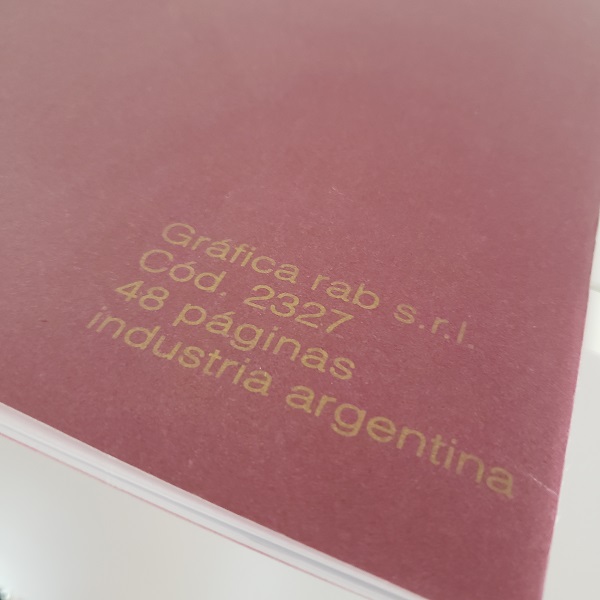 Gráfica rab s.r.l.
Cód. 2327
48 páginas
industria argentina